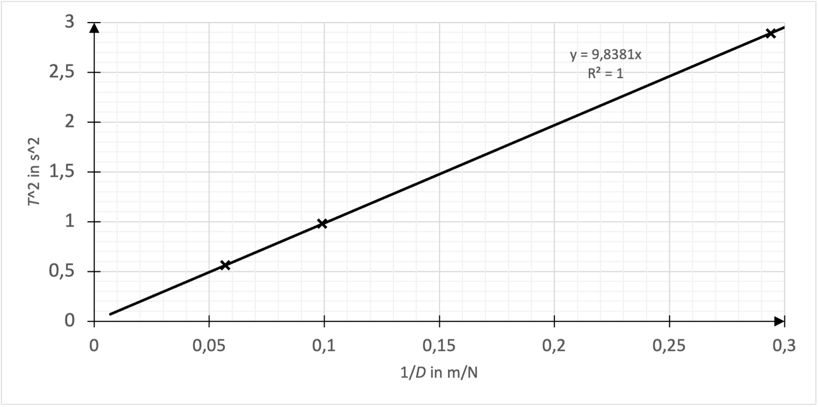 3
2,5
2
1,5
1
0,5
0
T^2 in s^2
y = 9,8381x
R² = 1
0 0,05 0,1 0,15 0,2 0,25 0,3
1/D in m/N